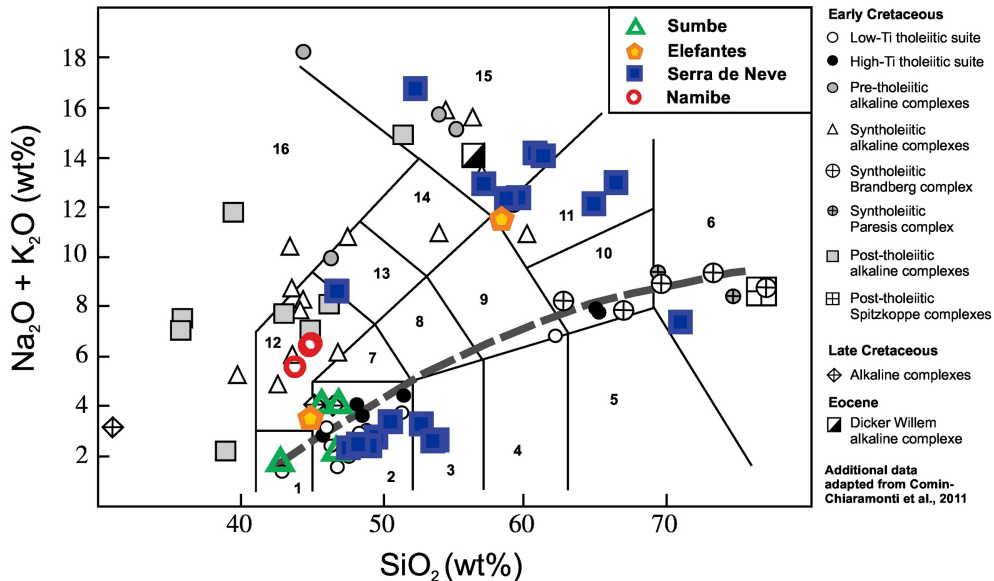 Na2O + K2O (wt%)
18
16
14
12
10
8
6
4
2
40
50
60
70
SiO2 (wt%)
Sumbe
Elefantes
Serra de Neve
Namibe
15
16
14
11
6
10
13
9
12
8
7
5
4
3
2
1
Early Cretaceous
Low-Ti tholeiitic suite
High-Ti tholeiitic suite
Pre-tholeiitic
alkaline complexes
Syntholeiitic
alkaline complexes
Syntholeiitic
Brandberg complex
Syntholeiitic
Paresis complex
Post-tholeiitic
alkaline complexes
Post-tholeiitic
Spitzkoppe complexes
Late Cretaceous
Alkaline complexes
Eocene
Dicker Willem
alkaline complexe
Additional data
adapted from Comin-
Chiaramonti et al., 2011